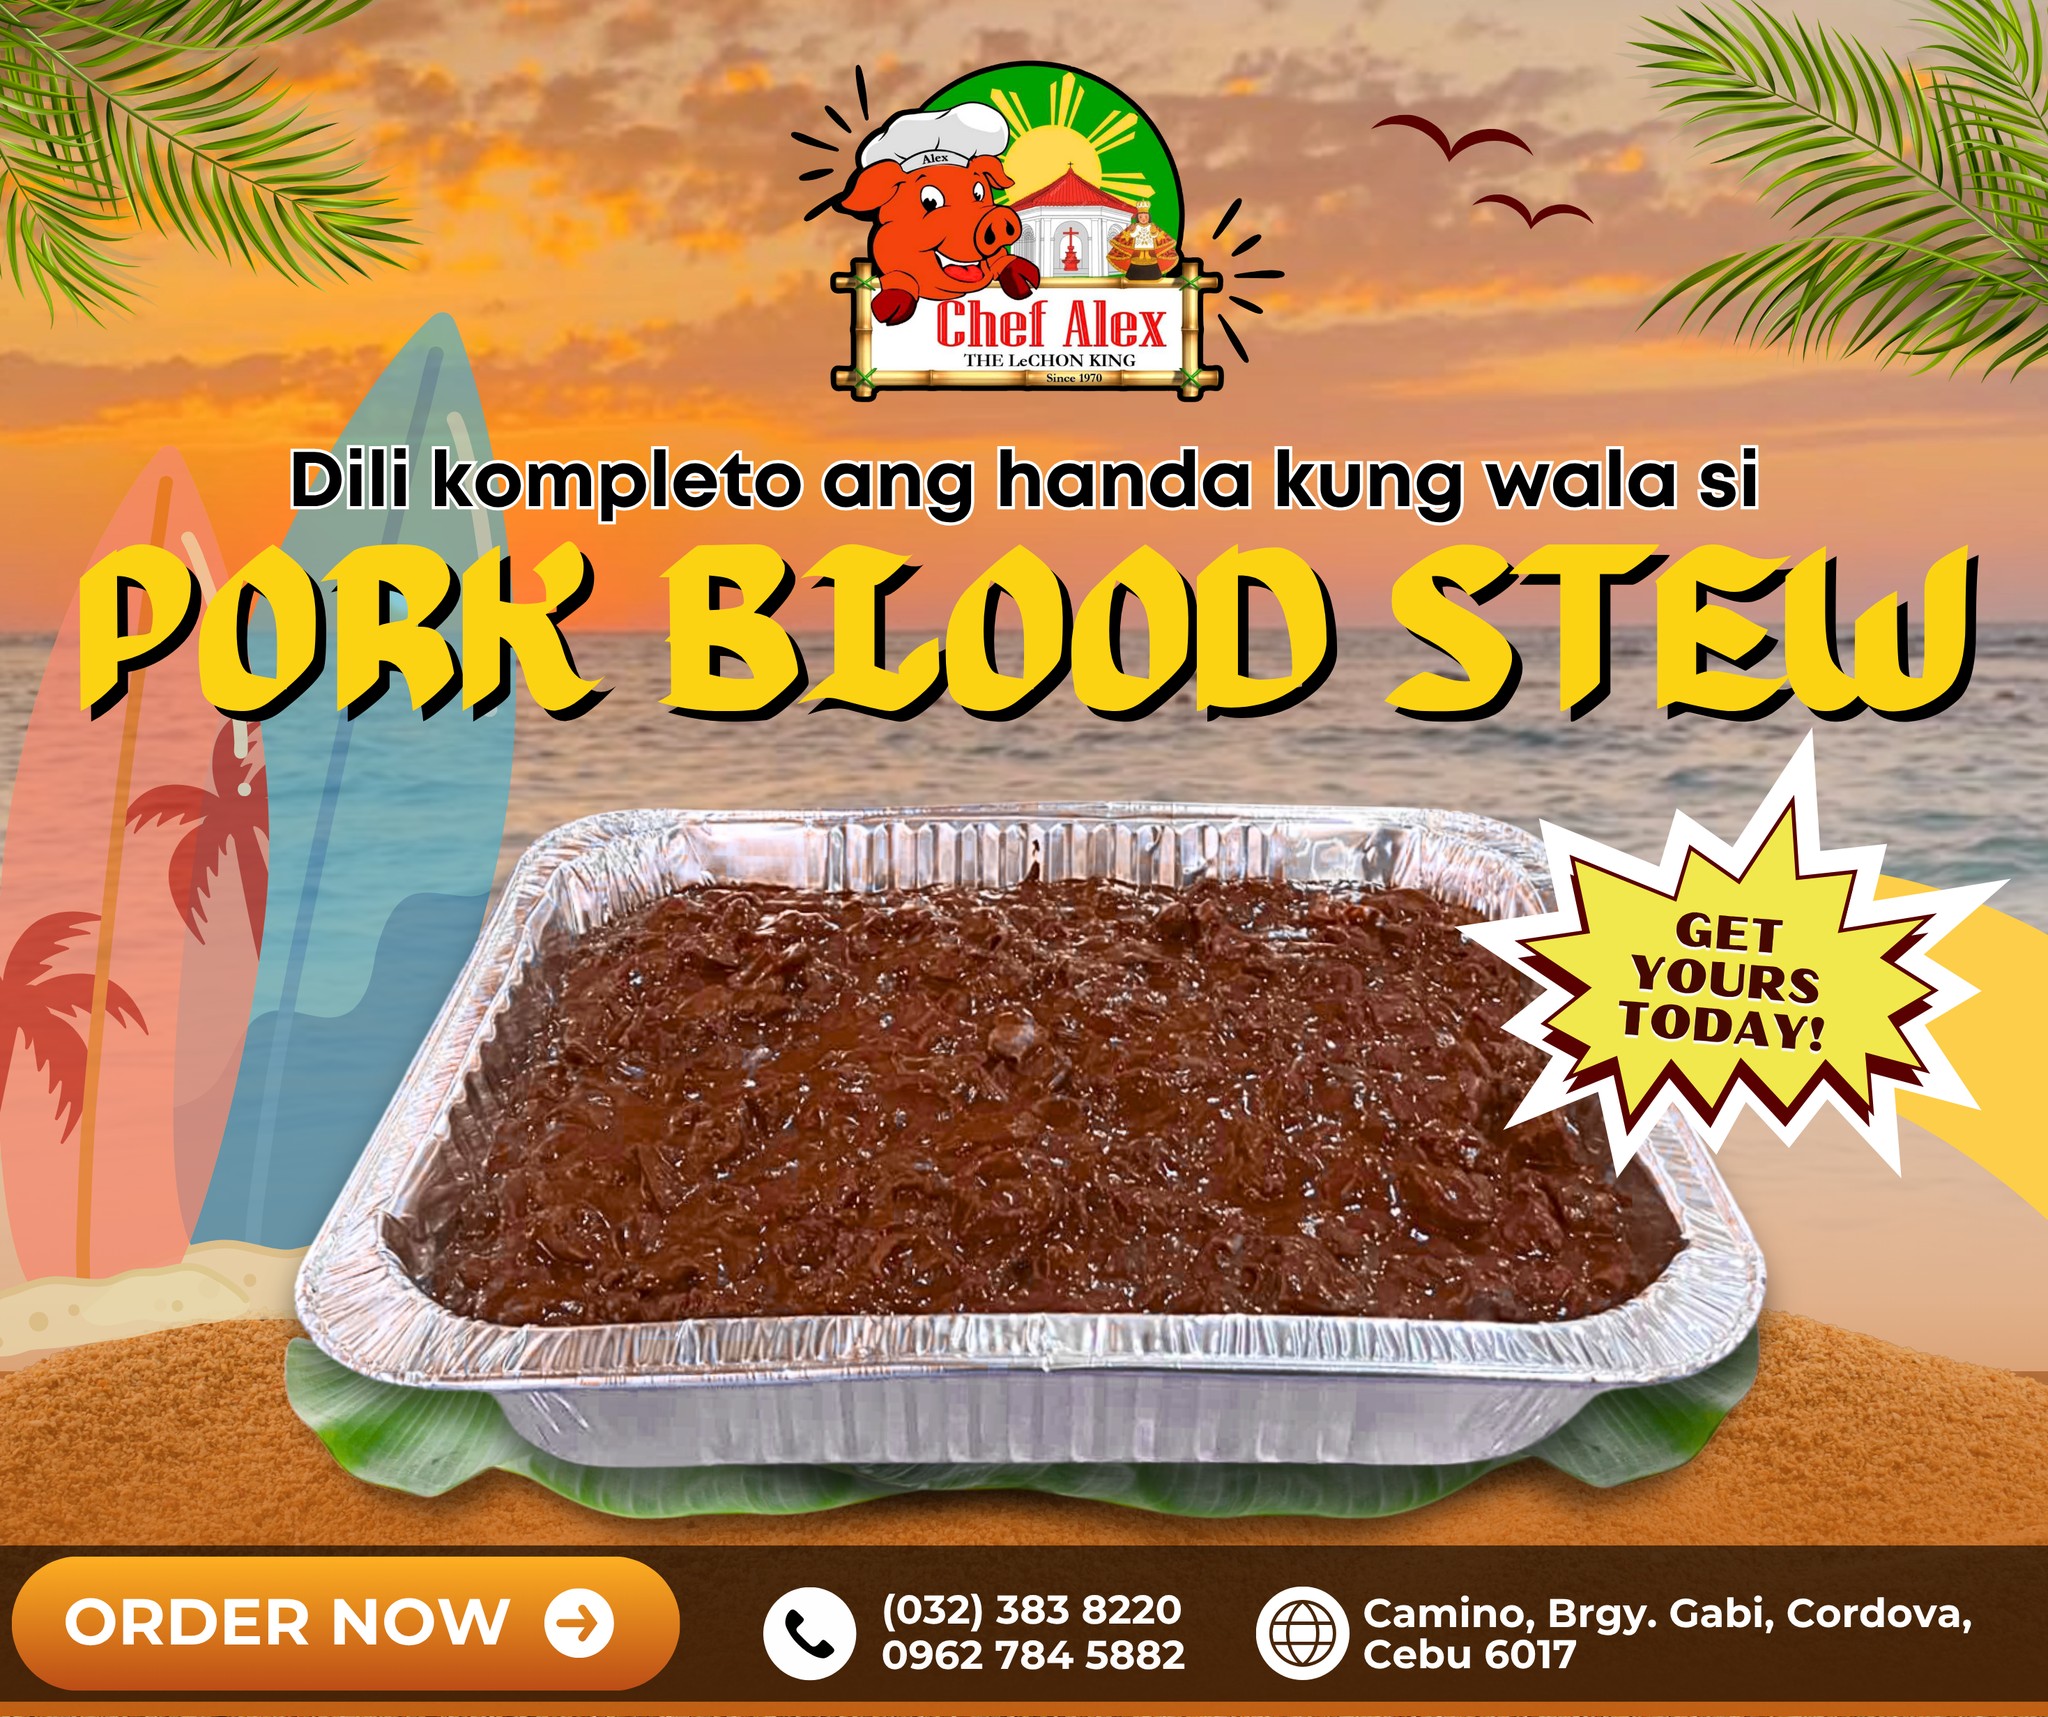 Alex
Chef Alex
THE LeCHON KING
Since 1970
Dili kompleto ang handa kung wala si
PORK BLOOD STEW
GET
YOURS
TODAY!
ORDER NOW
(032) 383 8220
0962 784 5882
Camino, Brgy. Gabi, Cordova,
Cebu 6017